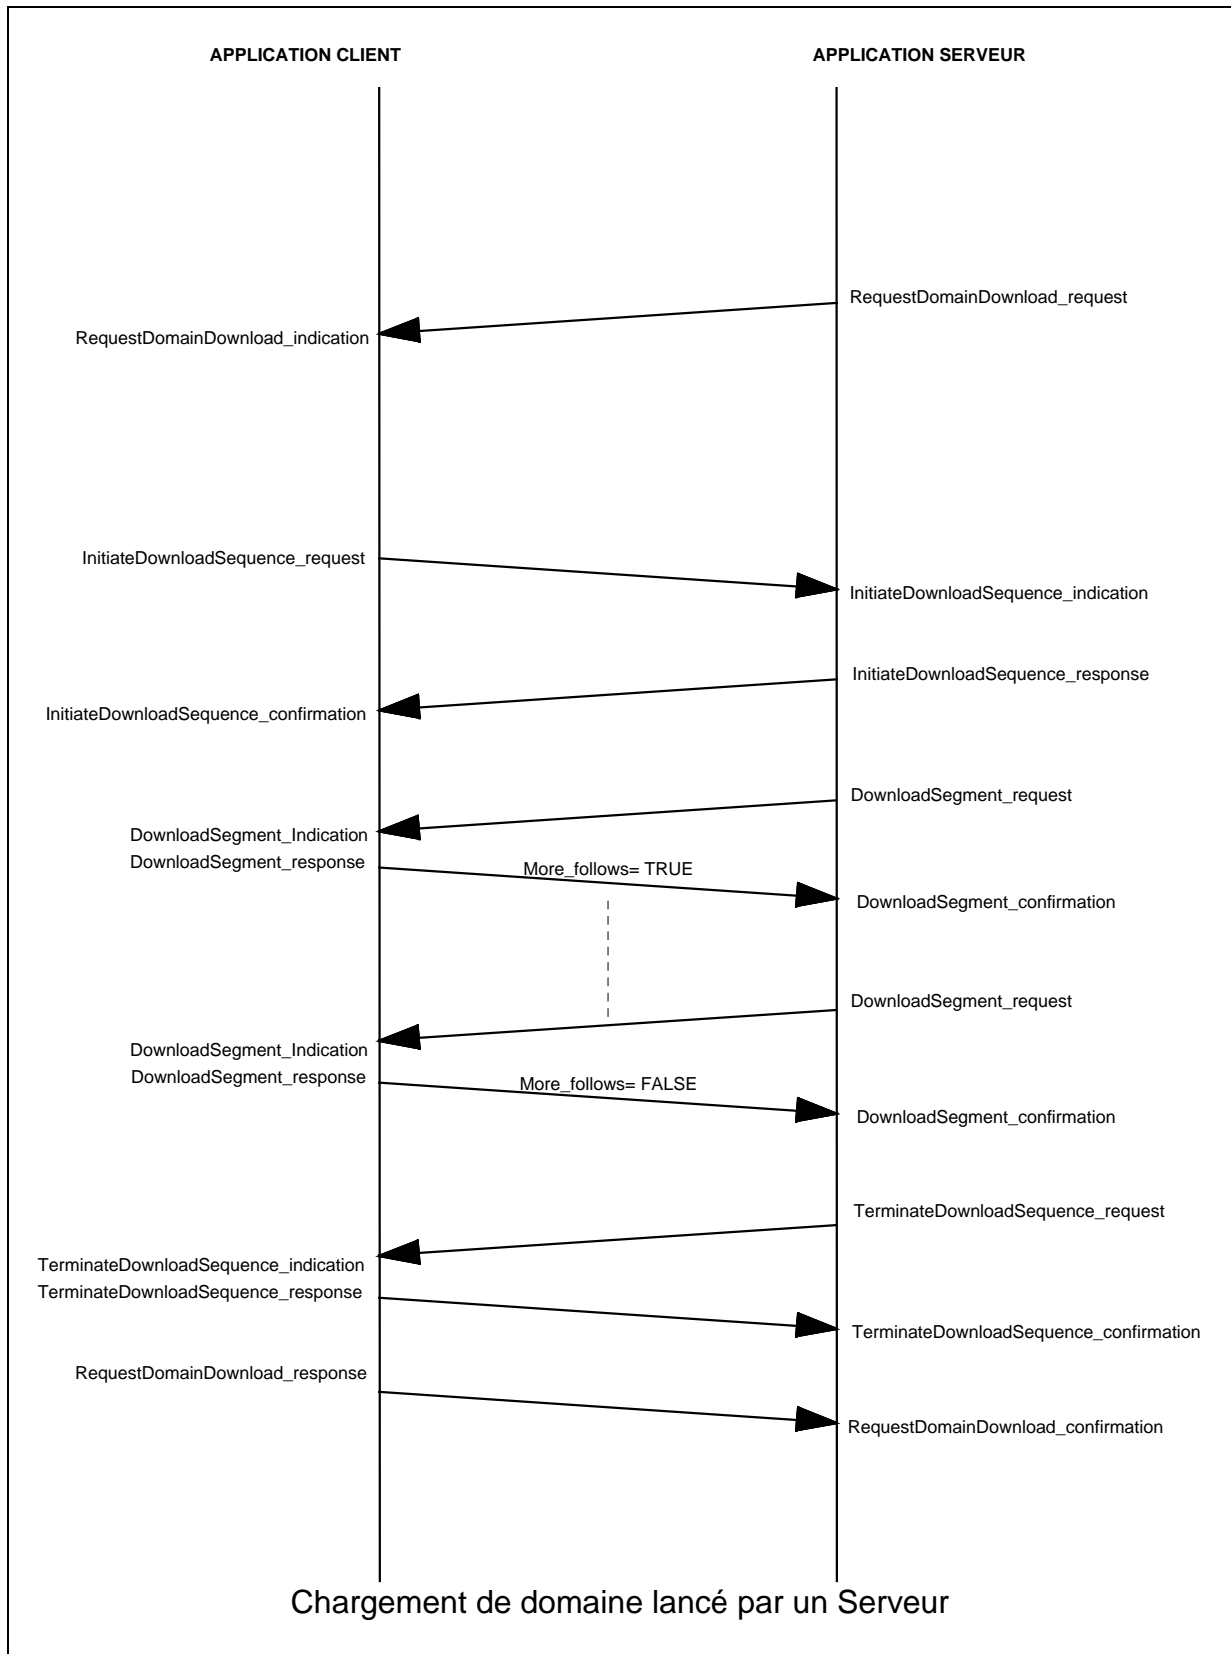 APPLICATION CLIENT
APPLICATION SERVEUR
RequestDomainDownload_request
RequestDomainDownload_indication
InitiateDownloadSequence_request
InitiateDownloadSequence_indication
InitiateDownloadSequence_response
InitiateDownloadSequence_confirmation
DownloadSegment_request
DownloadSegment_Indication
DownloadSegment_response
More_follows= TRUE
DownloadSegment_confirmation
DownloadSegment_request
DownloadSegment_Indication
DownloadSegment_response
More_follows= FALSE
DownloadSegment_confirmation
TerminateDownloadSequence_request
TerminateDownloadSequence_indication
TerminateDownloadSequence_response
TerminateDownloadSequence_confirmation
RequestDomainDownload_response
RequestDomainDownload_confirmation
Chargement de domaine lancé par un Serveur